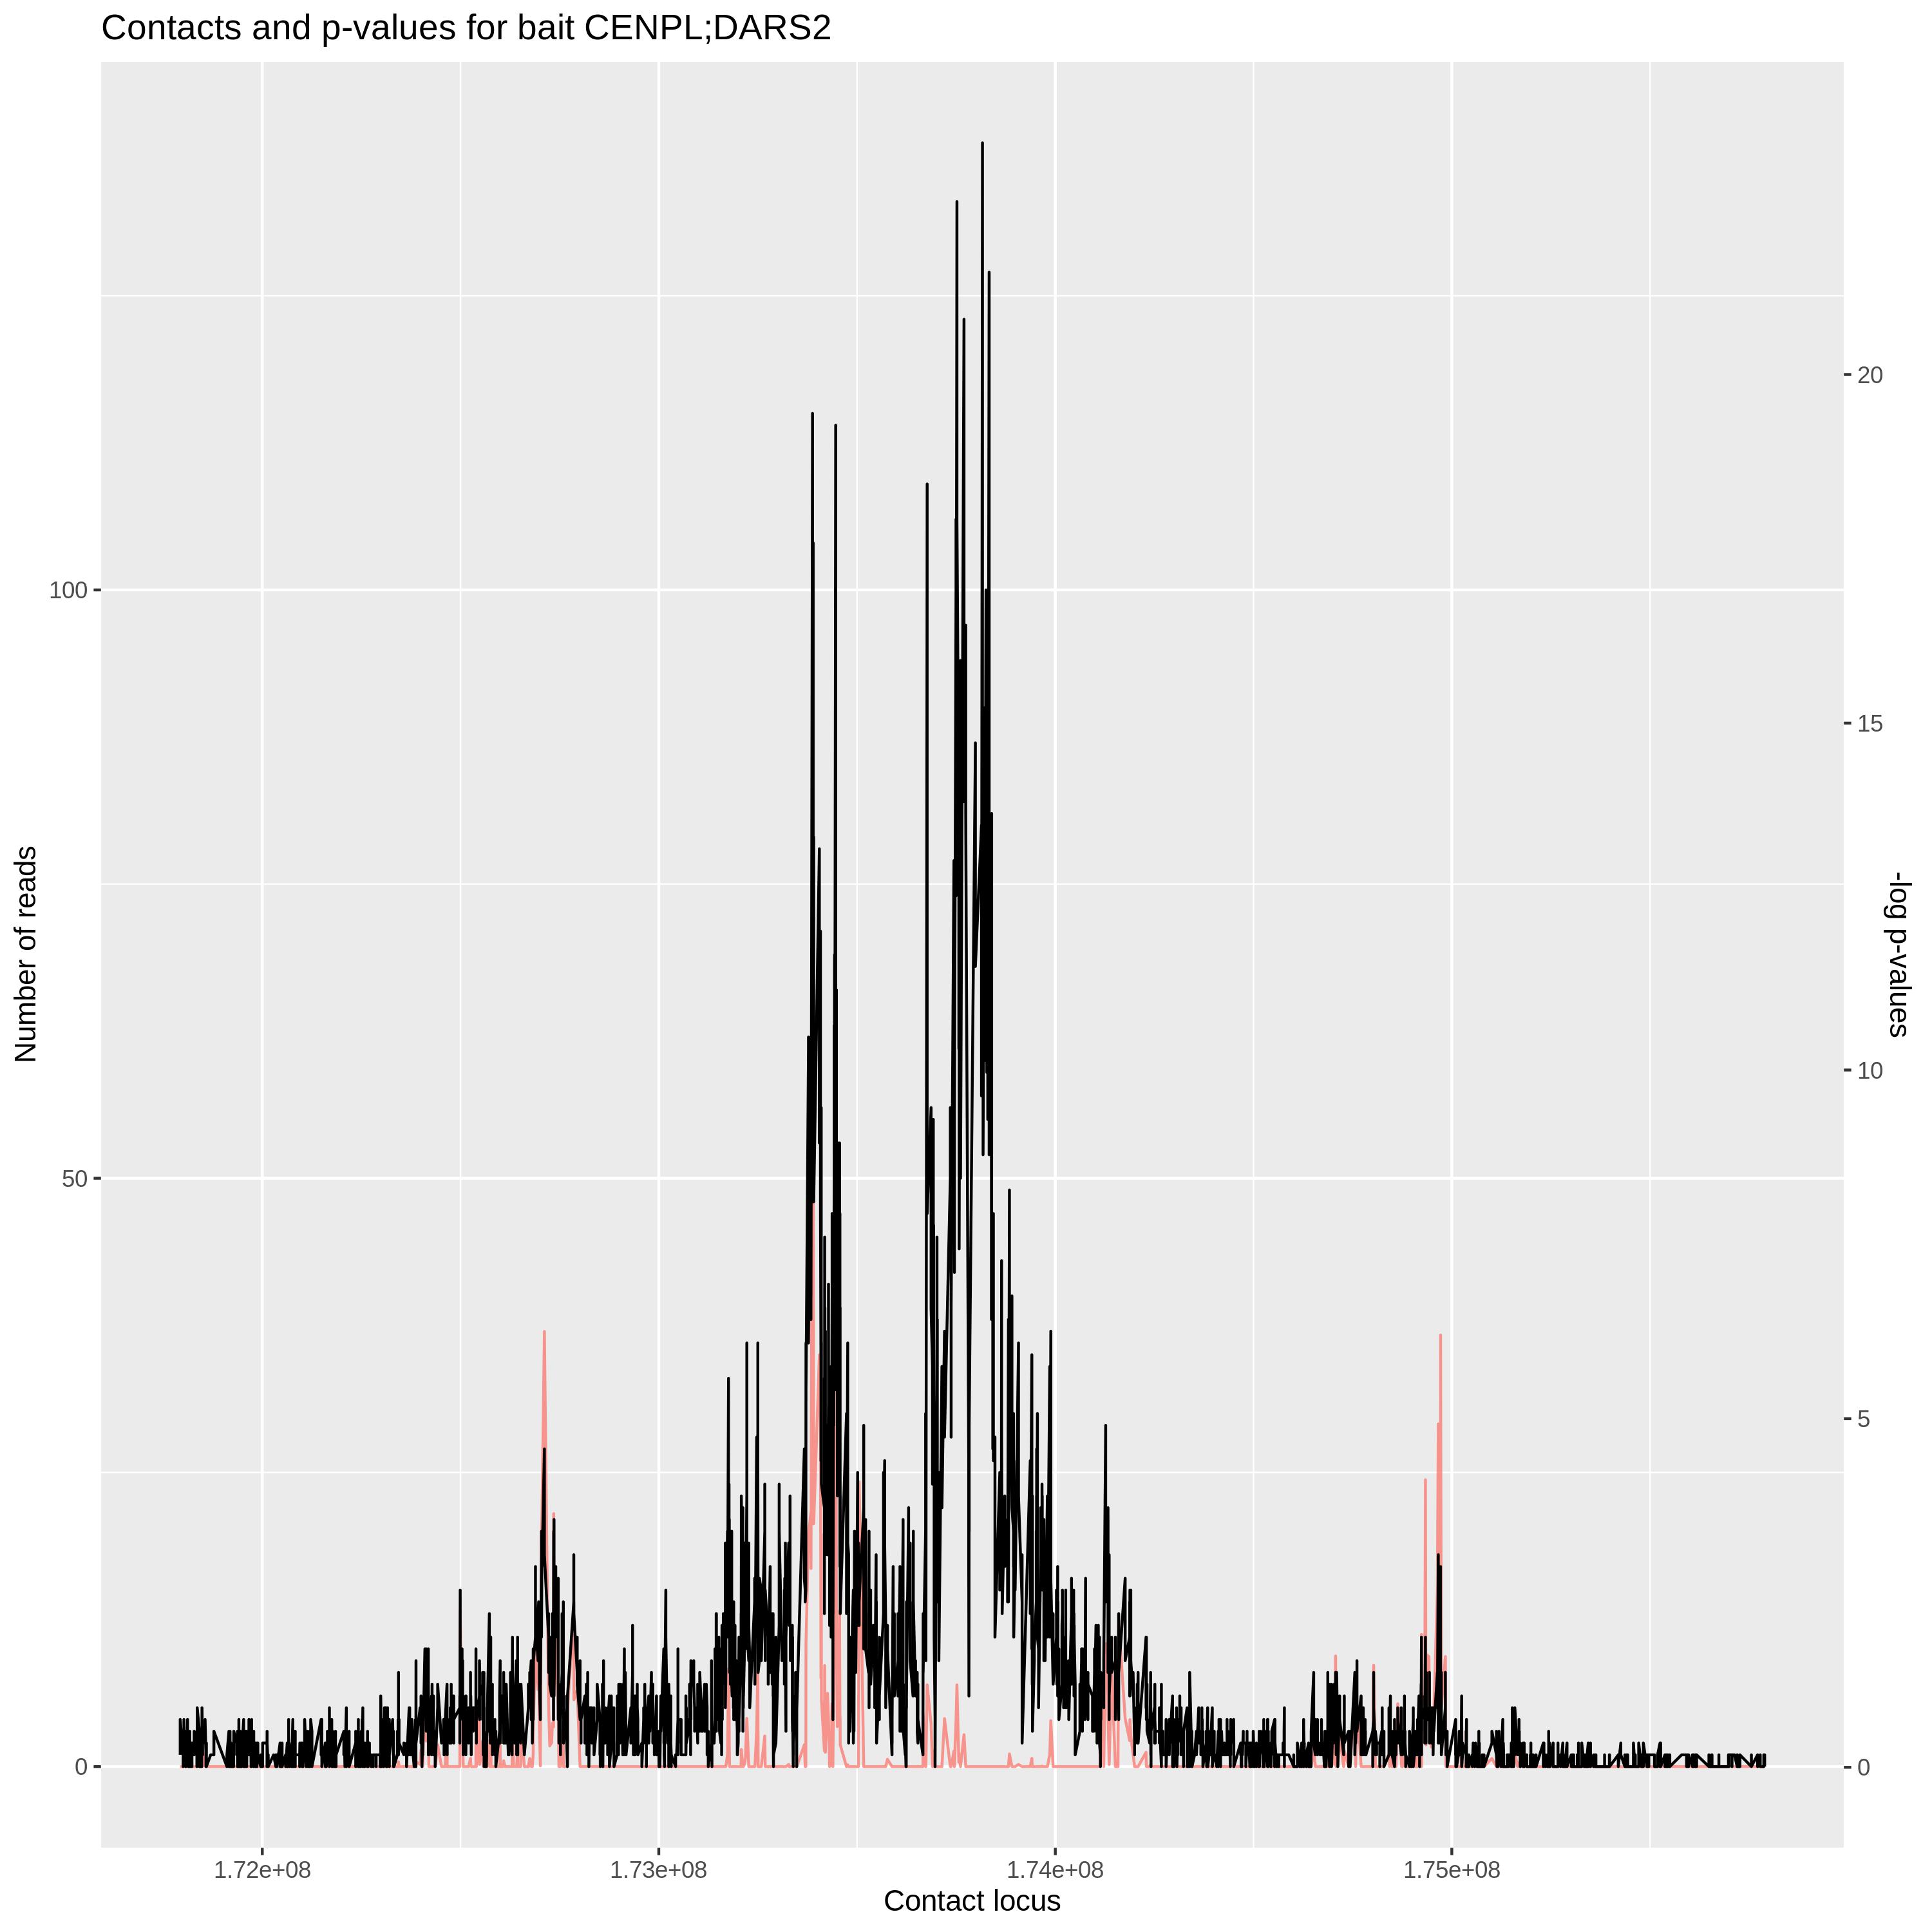 Contacts and p-values for bait CENPL;DARS2
Number of reads
100
50
0
20
15
10
5
0
-log p-values
1.72e+08
1.73e+08
1.74e+08
1.75e+08
Contact locus